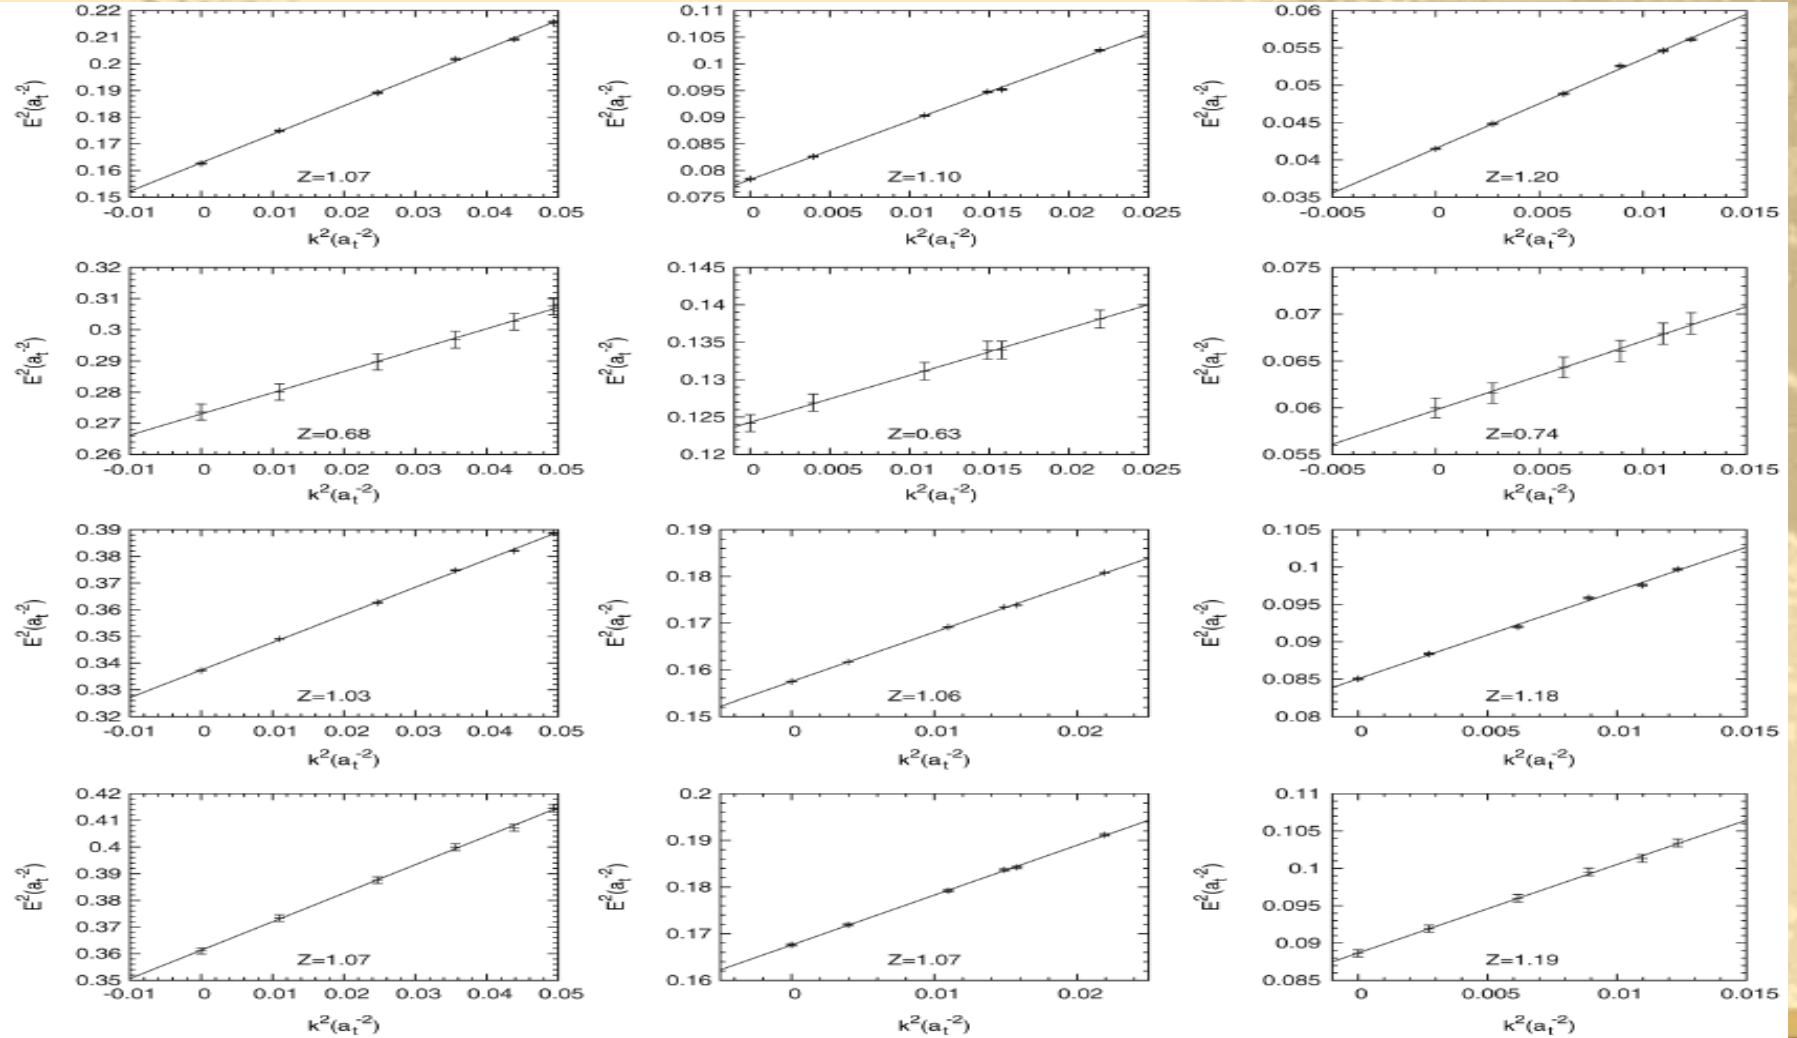 0.22
0.21
0.2
0.19
0.18
0.17
0.16
0.15
E²(a_t⁻²)
Z=1.07
-0.01 0 0.01 0.02 0.03 0.04 0.05
k²(a_t⁻²)
0.11
0.105
0.1
0.095
0.09
0.085
0.08
0.075
E²(a_t⁻²)
Z=1.10
0 0.005 0.01 0.015 0.02 0.025
k²(a_t⁻²)
0.06
0.055
0.05
0.045
0.04
0.035
E²(a_t⁻²)
Z=1.20
-0.005 0 0.005 0.01 0.015
k²(a_t⁻²)
0.32
0.31
0.3
0.29
0.28
0.27
0.26
E²(a_t⁻²)
Z=0.68
-0.01 0 0.01 0.02 0.03 0.04 0.05
k²(a_t⁻²)
0.145
0.14
0.135
0.13
0.125
0.12
E²(a_t⁻²)
Z=0.63
0 0.005 0.01 0.015 0.02 0.025
k²(a_t⁻²)
0.075
0.07
0.065
0.06
0.055
E²(a_t⁻²)
Z=0.74
-0.005 0 0.005 0.01 0.015
k²(a_t⁻²)
0.39
0.38
0.37
0.36
0.35
0.34
0.33
0.32
E²(a_t⁻²)
Z=1.03
-0.01 0 0.01 0.02 0.03 0.04 0.05
k²(a_t⁻²)
0.19
0.18
0.17
0.16
0.15
E²(a_t⁻²)
Z=1.06
0 0.01 0.02
k²(a_t⁻²)
0.105
0.1
0.095
0.09
0.085
0.08
E²(a_t⁻²)
Z=1.18
0 0.005 0.01 0.015
k²(a_t⁻²)
0.42
0.41
0.4
0.39
0.38
0.37
0.36
0.35
E²(a_t⁻²)
Z=1.07
-0.01 0 0.01 0.02 0.03 0.04 0.05
k²(a_t⁻²)
0.2
0.19
0.18
0.17
0.16
E²(a_t⁻²)
Z=1.07
0 0.01 0.02
k²(a_t⁻²)
0.11
0.105
0.1
0.095
0.09
0.085
E²(a_t⁻²)
Z=1.19
0 0.005 0.01 0.015
k²(a_t⁻²)